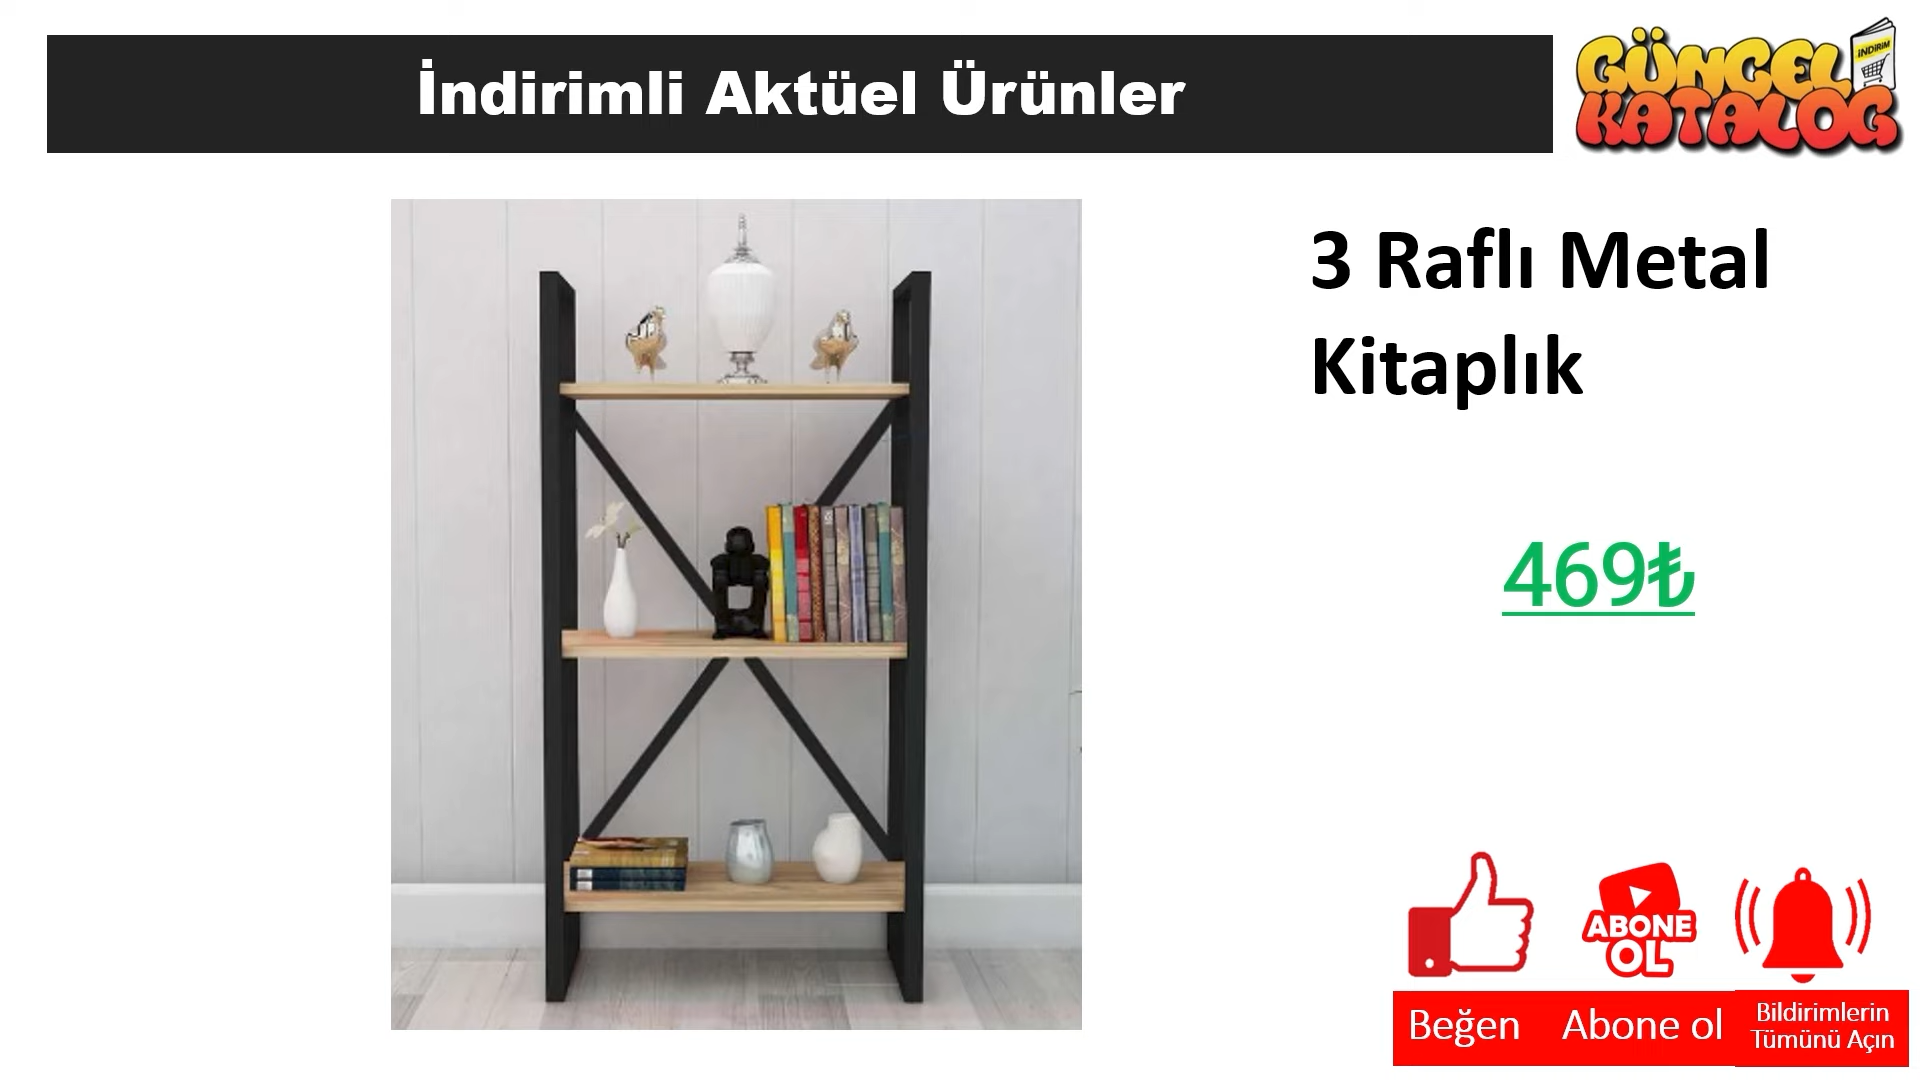 İndirimli Aktüel Ürünler
GÜNCEL
KATALOG
İNDİRİM
3 Raflı Metal
Kitaplık
469₺
ABONE
OL
Beğen
Abone ol
Bildirimlerin
Tümünü Açın